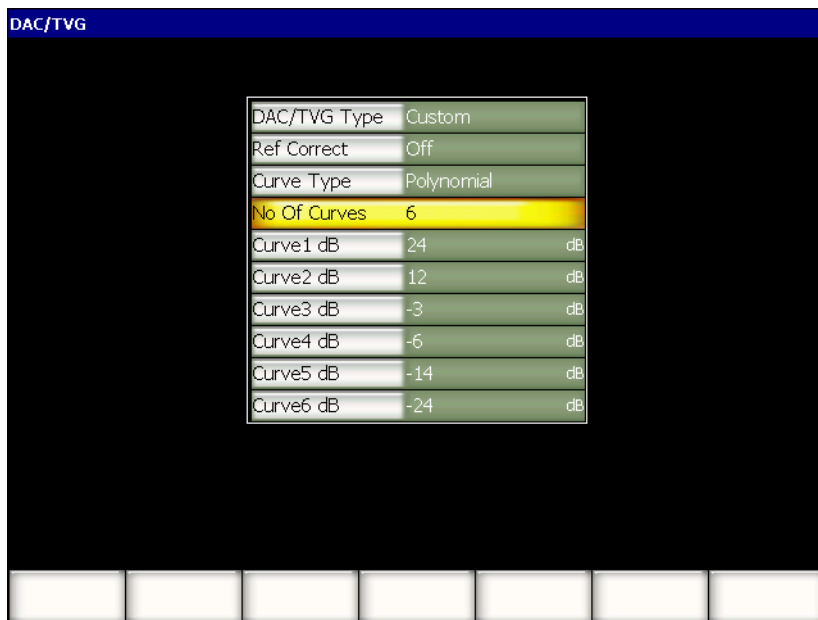 DAC/TVG
DAC/TVG Type Custom
Ref Correct Off
Curve Type Polynomial
No Of Curves 6
Curve1 dB 24 dB
Curve2 dB 12 dB
Curve3 dB -3 dB
Curve4 dB -6 dB
Curve5 dB -14 dB
Curve6 dB -24 dB